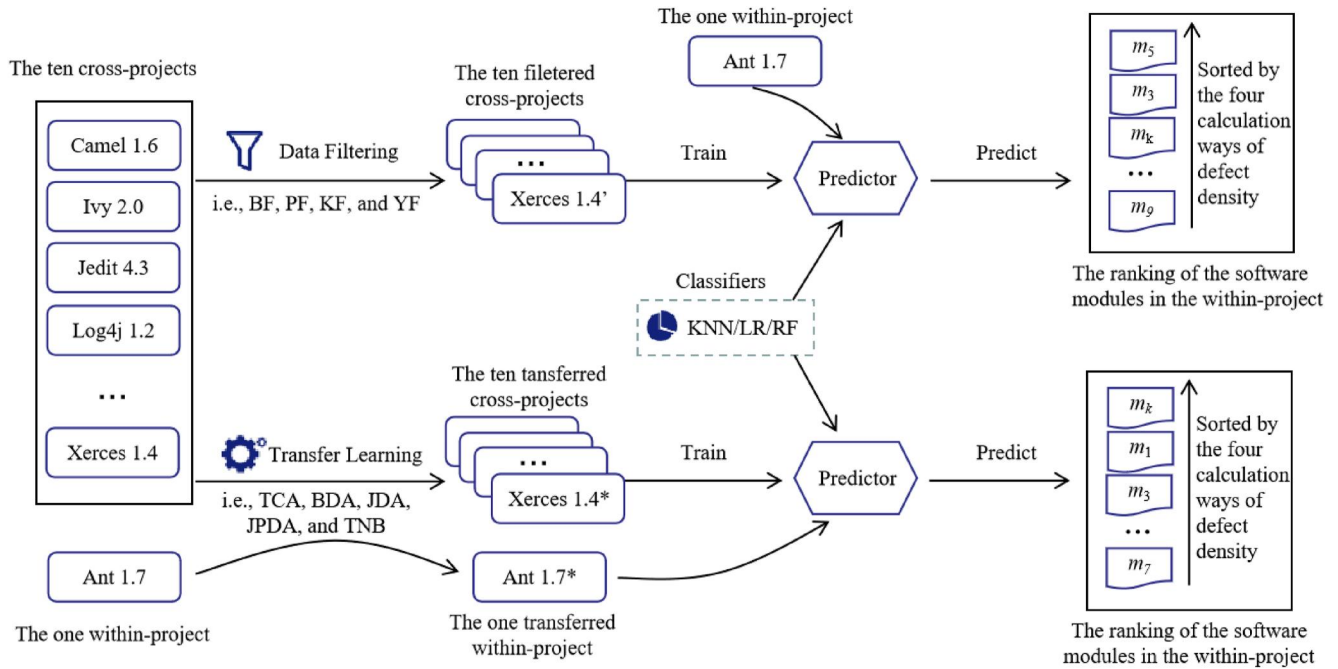 The ten cross-projects
Camel 1.6
Ivy 2.0
Jedit 4.3
Log4j 1.2
...
Xerces 1.4
Ant 1.7
The one within-project
Data Filtering
i.e., BF, PF, KF, and YF
Transfer Learning
i.e., TCA, BDA, JDA,
JPDA, and TNB
The ten filetered
cross-projects
...
Xerces 1.4’
The ten tansferred
cross-projects
...
Xerces 1.4*
Ant 1.7*
The one transferred
within-project
The one within-project
Ant 1.7
Train
Predictor
Predict
Classifiers
KNN/LR/RF
Train
Predictor
Predict
m5
m3
mk
...
m9
Sorted by
the four
calculation
ways of
defect
density
The ranking of the software
modules in the within-project
mk
m1
m3
...
m7
Sorted by
the four
calculation
ways of
defect
density
The ranking of the software
modules in the within-project